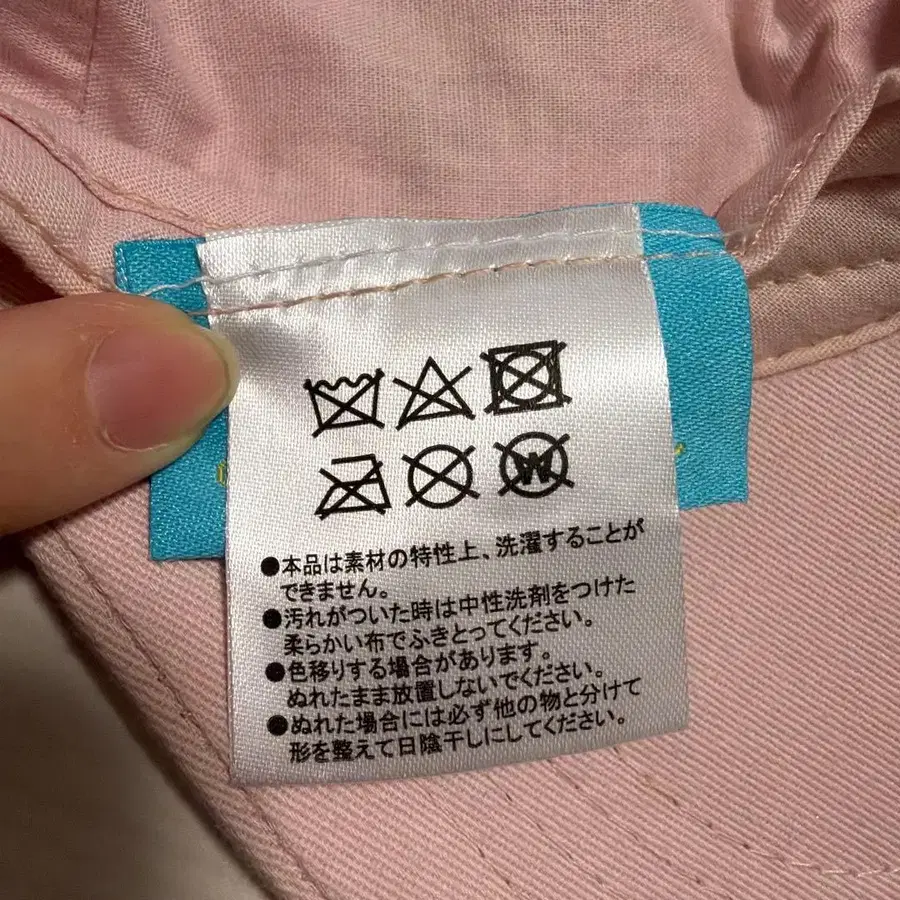 ●本品は素材の特性上、洗濯することが
できません。
●汚れがついた時は中性洗剤をつけた
柔らかい布でふきとってください。
●色移りする場合があります。
ぬれたまま放置しないでください。
●ぬれた場合には必ず他の物と分けて
形を整えて日陰干しにしてください。